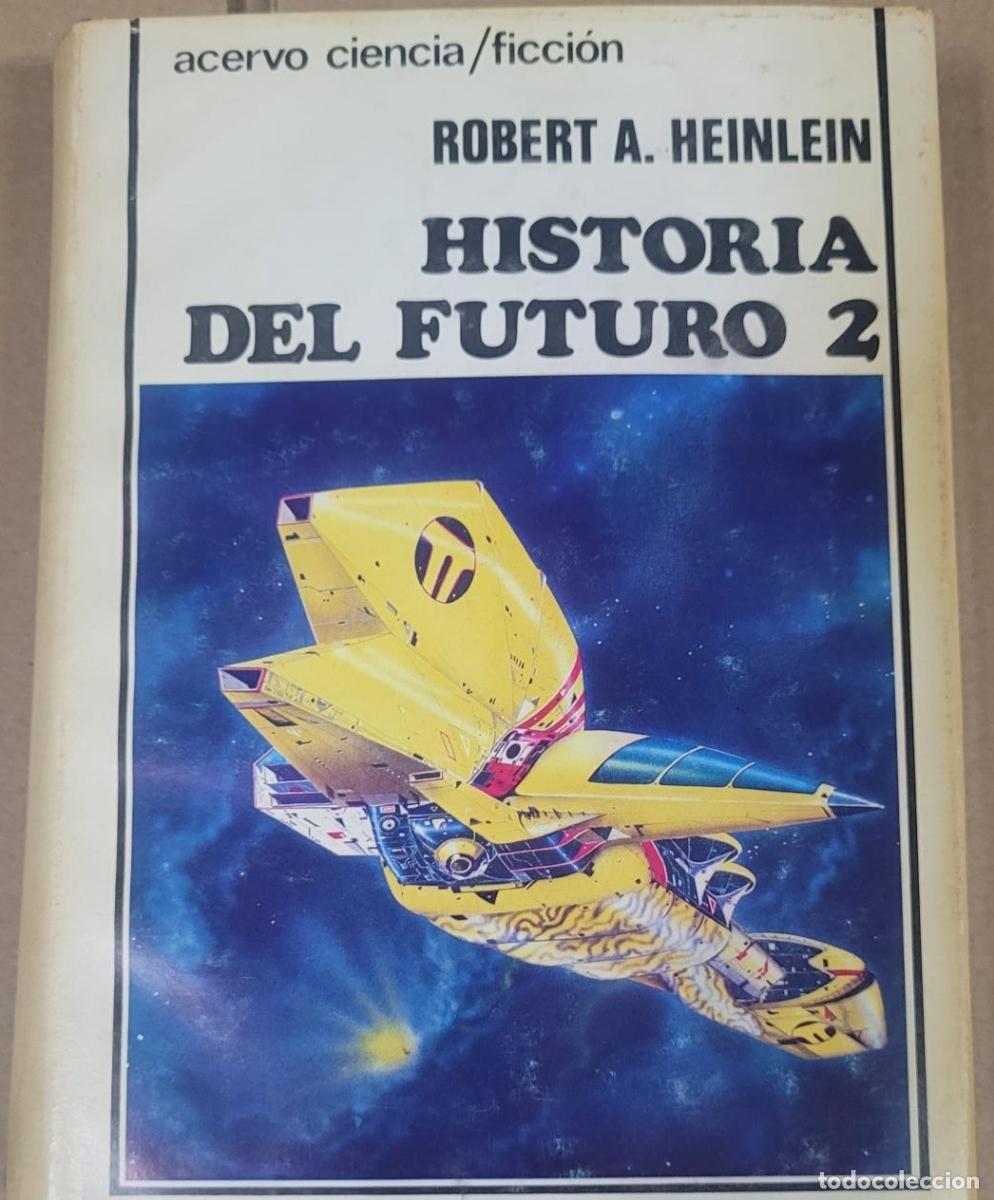 acervo ciencia/ficción
ROBERT A. HEINLEIN
HISTORIA
DEL FUTURO 2
todocoleccion